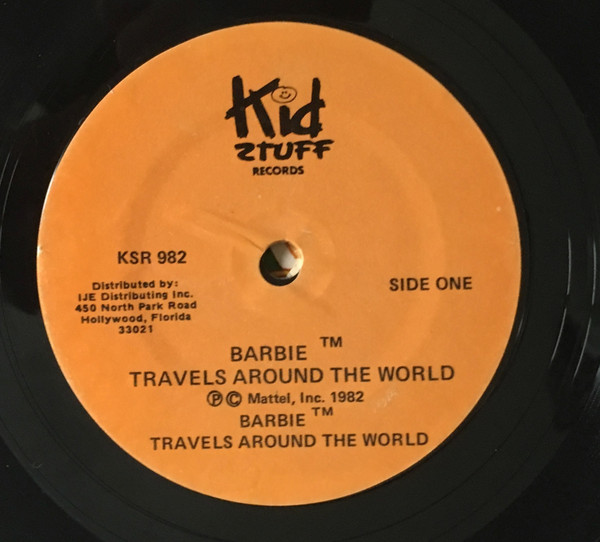 Kid
STUFF
RECORDS
KSR 982
SIDE ONE
Distributed by:
IJE Distributing Inc.
450 North Park Road
Hollywood, Florida
33021
BARBIE ™
TRAVELS AROUND THE WORLD
℗© Mattel, Inc. 1982
BARBIE ™
TRAVELS AROUND THE WORLD